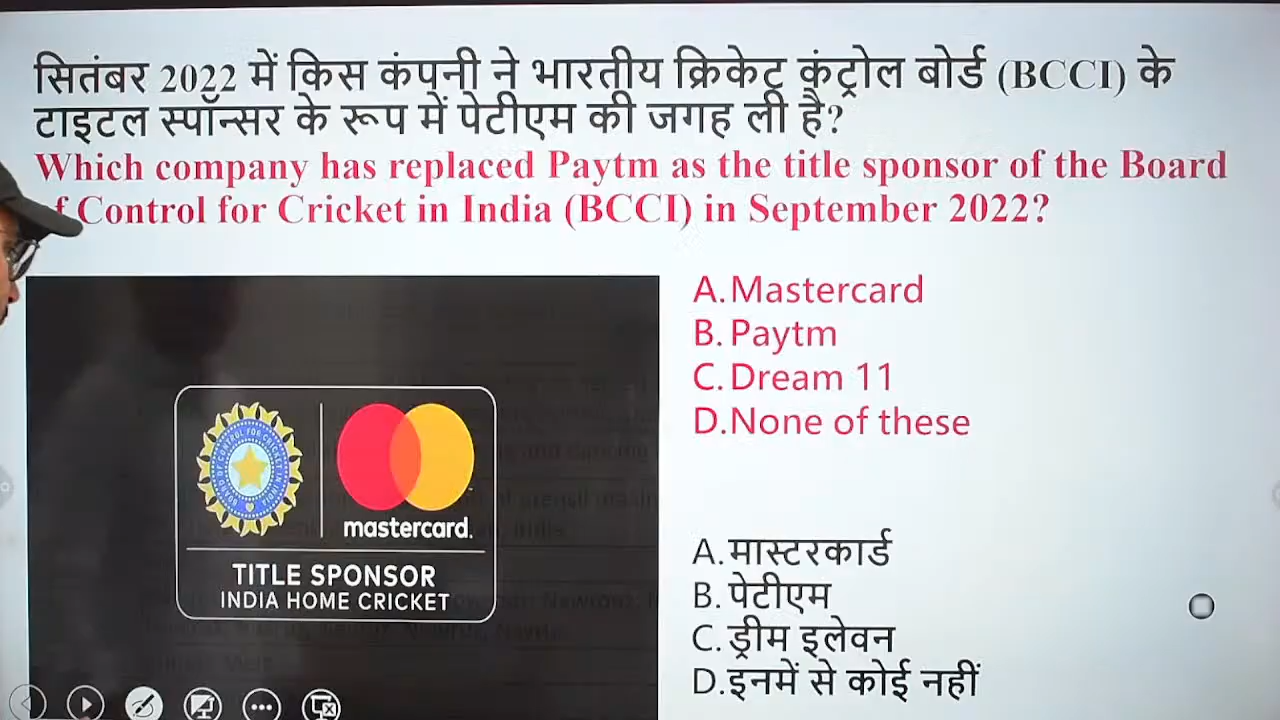 सितंबर 2022 में किस कंपनी ने भारतीय क्रिकेट कंट्रोल बोर्ड (BCCI) के
टाइटल स्पॉन्सर के रूप में पेटीएम की जगह ली है?
Which company has replaced Paytm as the title sponsor of the Board
f Control for Cricket in India (BCCI) in September 2022?
A.Mastercard
B.Paytm
C.Dream 11
D.None of these
mastercard.
TITLE SPONSOR
INDIA HOME CRICKET
A.मास्टरकार्ड
B.पेटीएम
C.ड्रीम इलेवन
D.इनमें से कोई नहीं